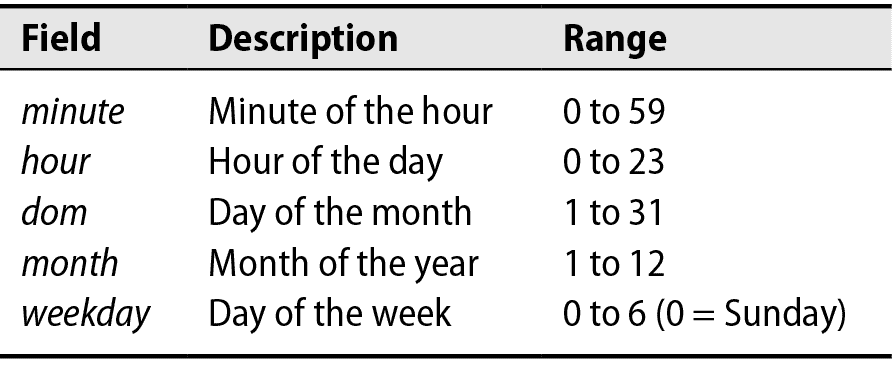 Field Description Range
minute Minute of the hour 0 to 59
hour Hour of the day 0 to 23
dom Day of the month 1 to 31
month Month of the year 1 to 12
weekday Day of the week 0 to 6 (0 = Sunday)